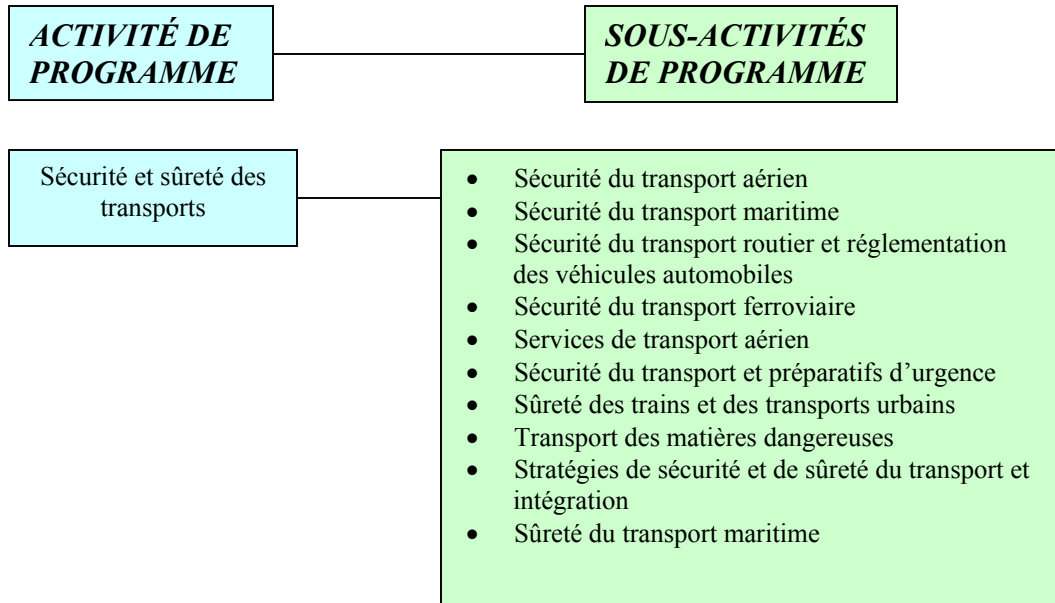 ACTIVITÉ DE
PROGRAMME
SOUS-ACTIVITÉS
DE PROGRAMME
Sécurité et sûreté des
transports
• Sécurité du transport aérien
• Sécurité du transport maritime
• Sécurité du transport routier et réglementation
des véhicules automobiles
• Sécurité du transport ferroviaire
• Services de transport aérien
• Sécurité du transport et préparatifs d’urgence
• Sûreté des trains et des transports urbains
• Transport des matières dangereuses
• Stratégies de sécurité et de sûreté du transport et
intégration
• Sûreté du transport maritime